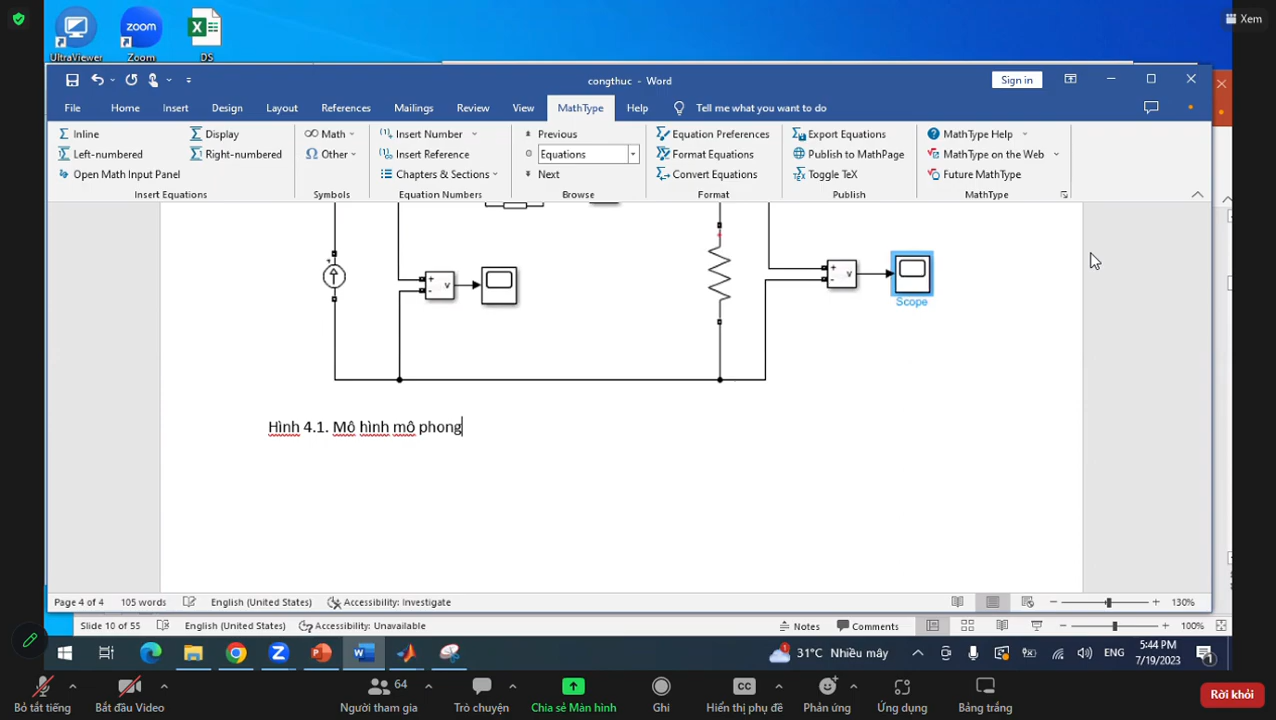 Xem
UltraViewer
Zoom
DS
congthuc - Word
Sign in
File
Home
Insert
Design
Layout
References
Mailings
Review
View
MathType
Help
Tell me what you want to do
Inline
Display
Math
Insert Number
Previous
Equation Preferences
Export Equations
MathType Help
Left-numbered
Right-numbered
Other
Insert Reference
Equations
Format Equations
Publish to MathPage
MathType on the Web
Open Math Input Panel
Chapters & Sections
Next
Convert Equations
Toggle TeX
Future MathType
Insert Equations
Symbols
Equation Numbers
Browse
Format
Publish
MathType
+
-
v
+
-
v
Scope
Hình 4.1. Mô hình mô phong
Page 4 of 4
105 words
English (United States)
Accessibility: Investigate
130%
Slide 10 of 55
English (United States)
Accessibility: Unavailable
Notes
Comments
100%
31°C Nhiều mây
ENG
5:44 PM
7/19/2023
1
64
Bỏ tắt tiếng
Bắt đầu Video
Người tham gia
Trò chuyện
Chia sẻ Màn hình
Ghi
Hiển thị phụ đề
Phản ứng
Ứng dụng
Bảng trắng
Rời khỏi